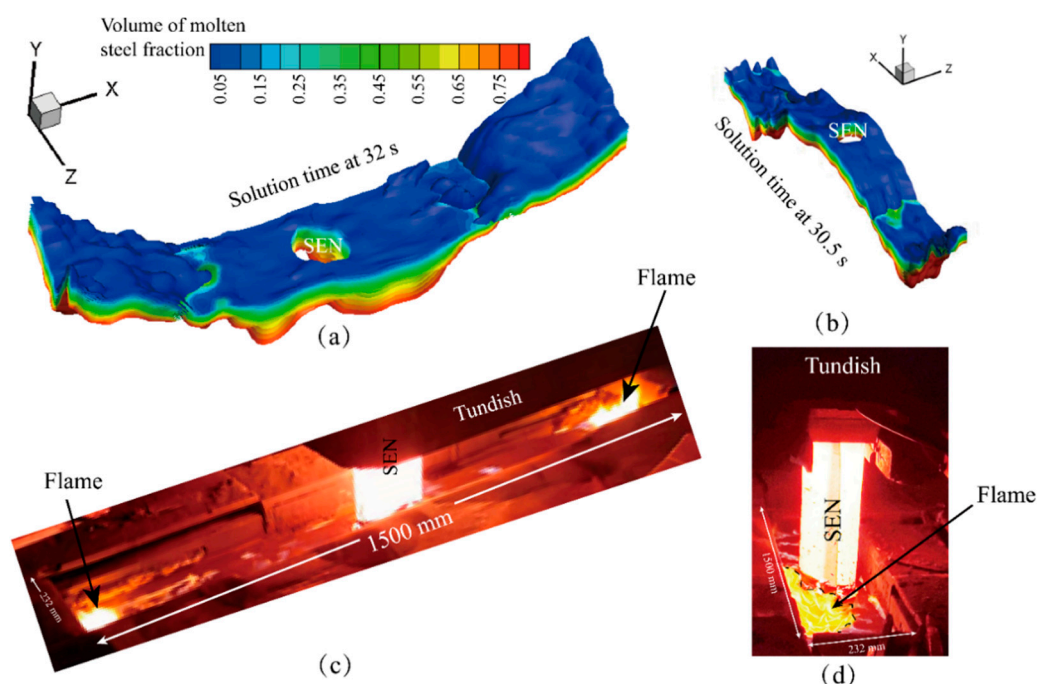 Volume of molten
steel fraction
0.05
0.15
0.25
0.35
0.45
0.55
0.65
0.75
Y
X
Z
Solution time at 32 s
SEN
(a)
Y
X
Z
SEN
Solution time at 30.5 s
(b)
Flame
Tundish
SEN
Flame
1500 mm
232 mm
(c)
Tundish
SEN
Flame
1500 mm
232 mm
(d)